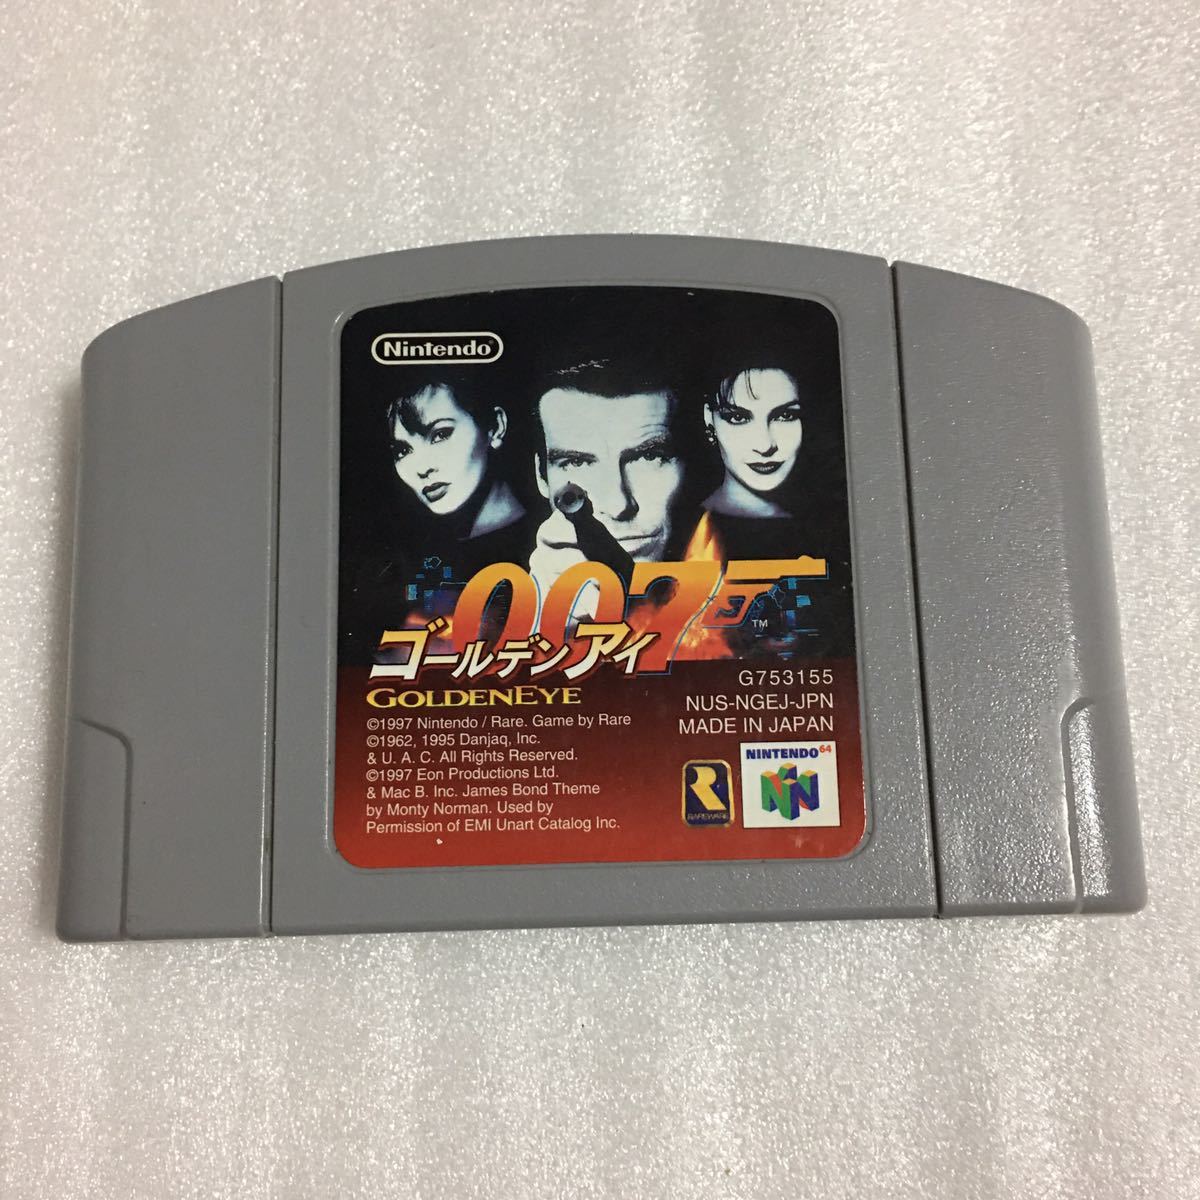 Nintendo
007
TM
ゴールデンアイ
GOLDENEYE
©1997 Nintendo / Rare. Game by Rare
©1962, 1995 Danjaq, Inc.
& U. A. C. All Rights Reserved.
©1997 Eon Productions Ltd.
& Mac B. Inc. James Bond Theme
by Monty Norman. Used by
Permission of EMI Unart Catalog Inc.
G753155
NUS-NGEJ-JPN
MADE IN JAPAN
R
RAREWARE
NINTENDO64